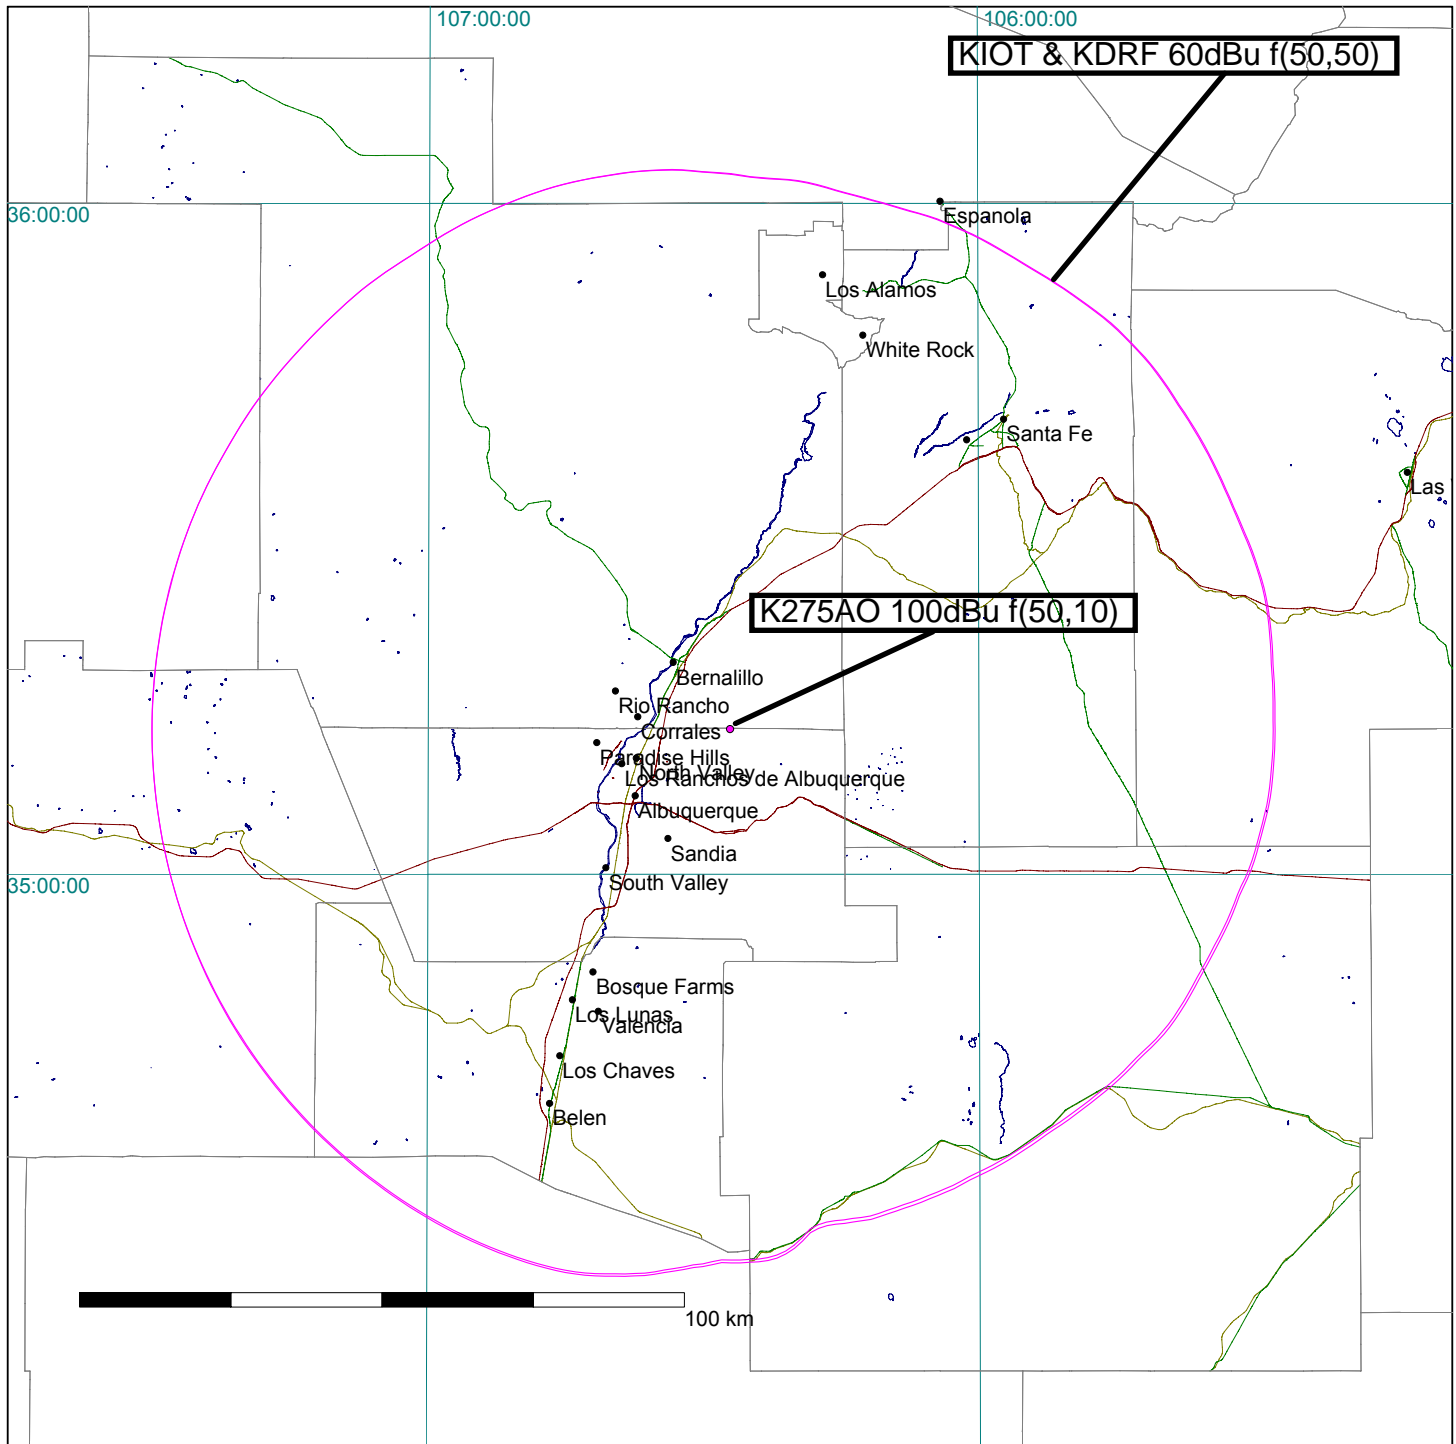 107:00:00
106:00:00
KIOT & KDRF 60dBu f(50,50)
36:00:00
Espanola
Los Alamos
White Rock
Santa Fe
Las
K275AO 100dBu f(50,10)
Bernalillo
Rio Rancho
Corrales
Paradise Hills
North Valley
Los Ranchos de Albuquerque
Albuquerque
Sandia
35:00:00
South Valley
Bosque Farms
Los Lunas
Valencia
Los Chaves
Belen
100 km